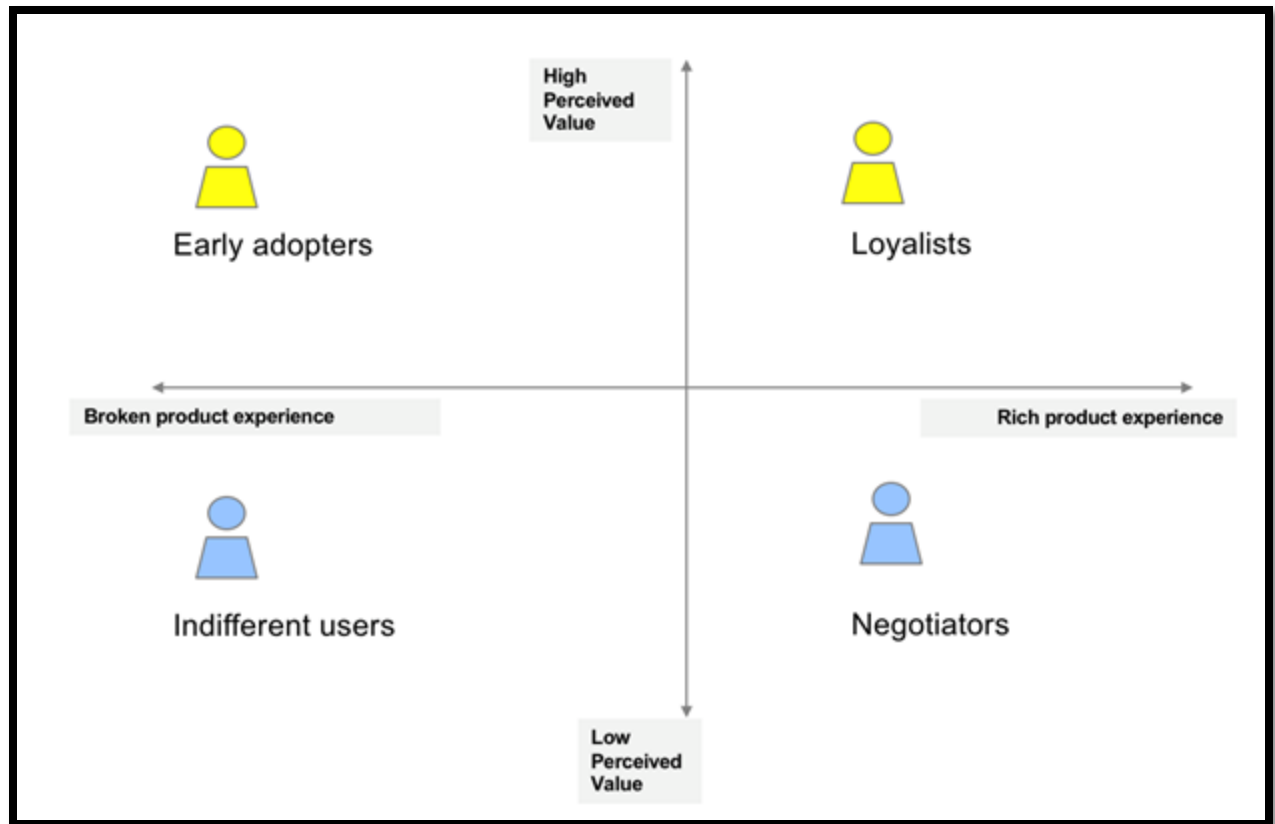 High
Perceived
Value
Early adopters
Loyalists
Broken product experience
Rich product experience
Indifferent users
Negotiators
Low
Perceived
Value